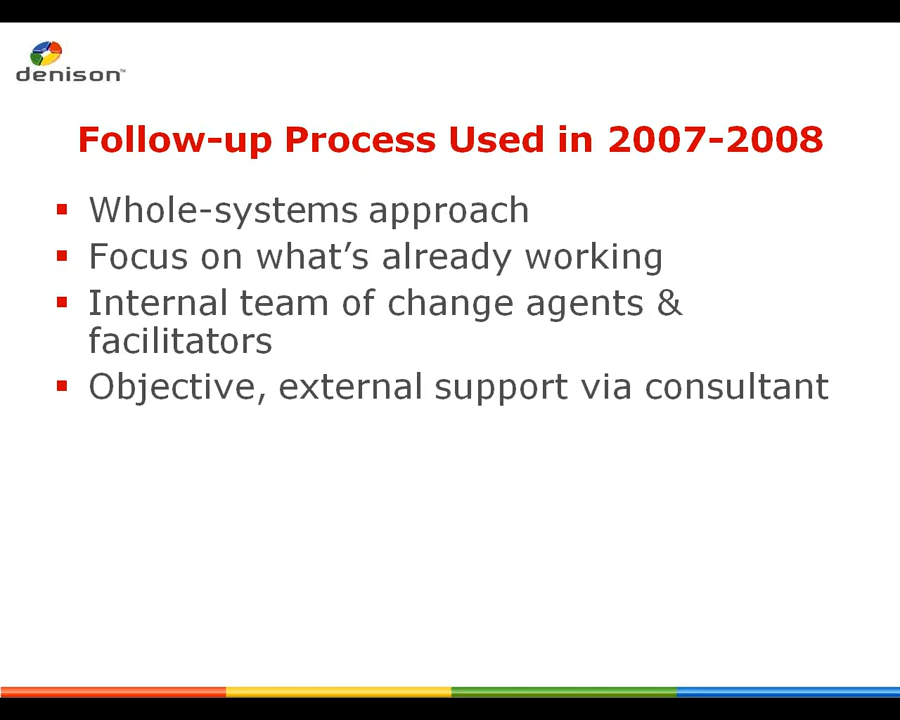 denison™
Follow-up Process Used in 2007-2008
▪ Whole-systems approach
▪ Focus on what’s already working
▪ Internal team of change agents &
facilitators
▪ Objective, external support via consultant